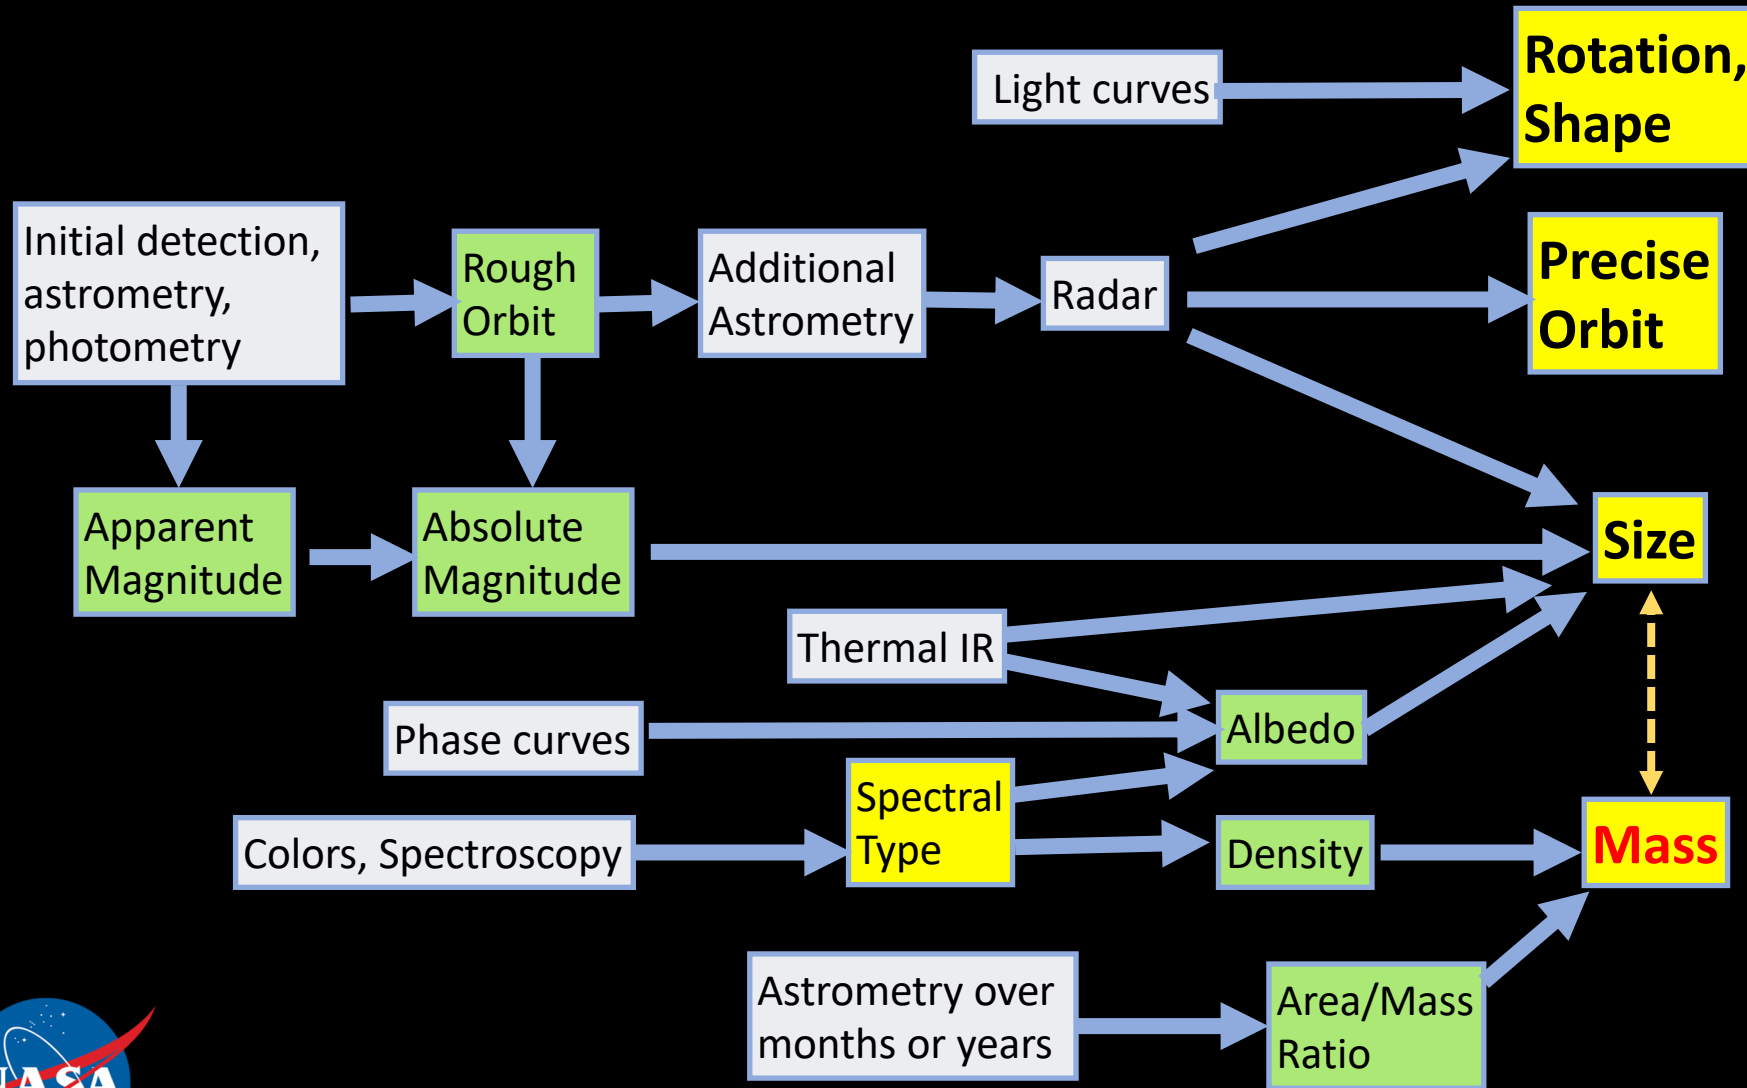 Light curves
Rotation,
Shape
Initial detection,
astrometry,
photometry
Rough
Orbit
Additional
Astrometry
Radar
Precise
Orbit
Apparent
Magnitude
Absolute
Magnitude
Size
Thermal IR
Phase curves
Albedo
Spectral
Type
Colors, Spectroscopy
Density
Mass
Astrometry over
months or years
Area/Mass
Ratio
NASA